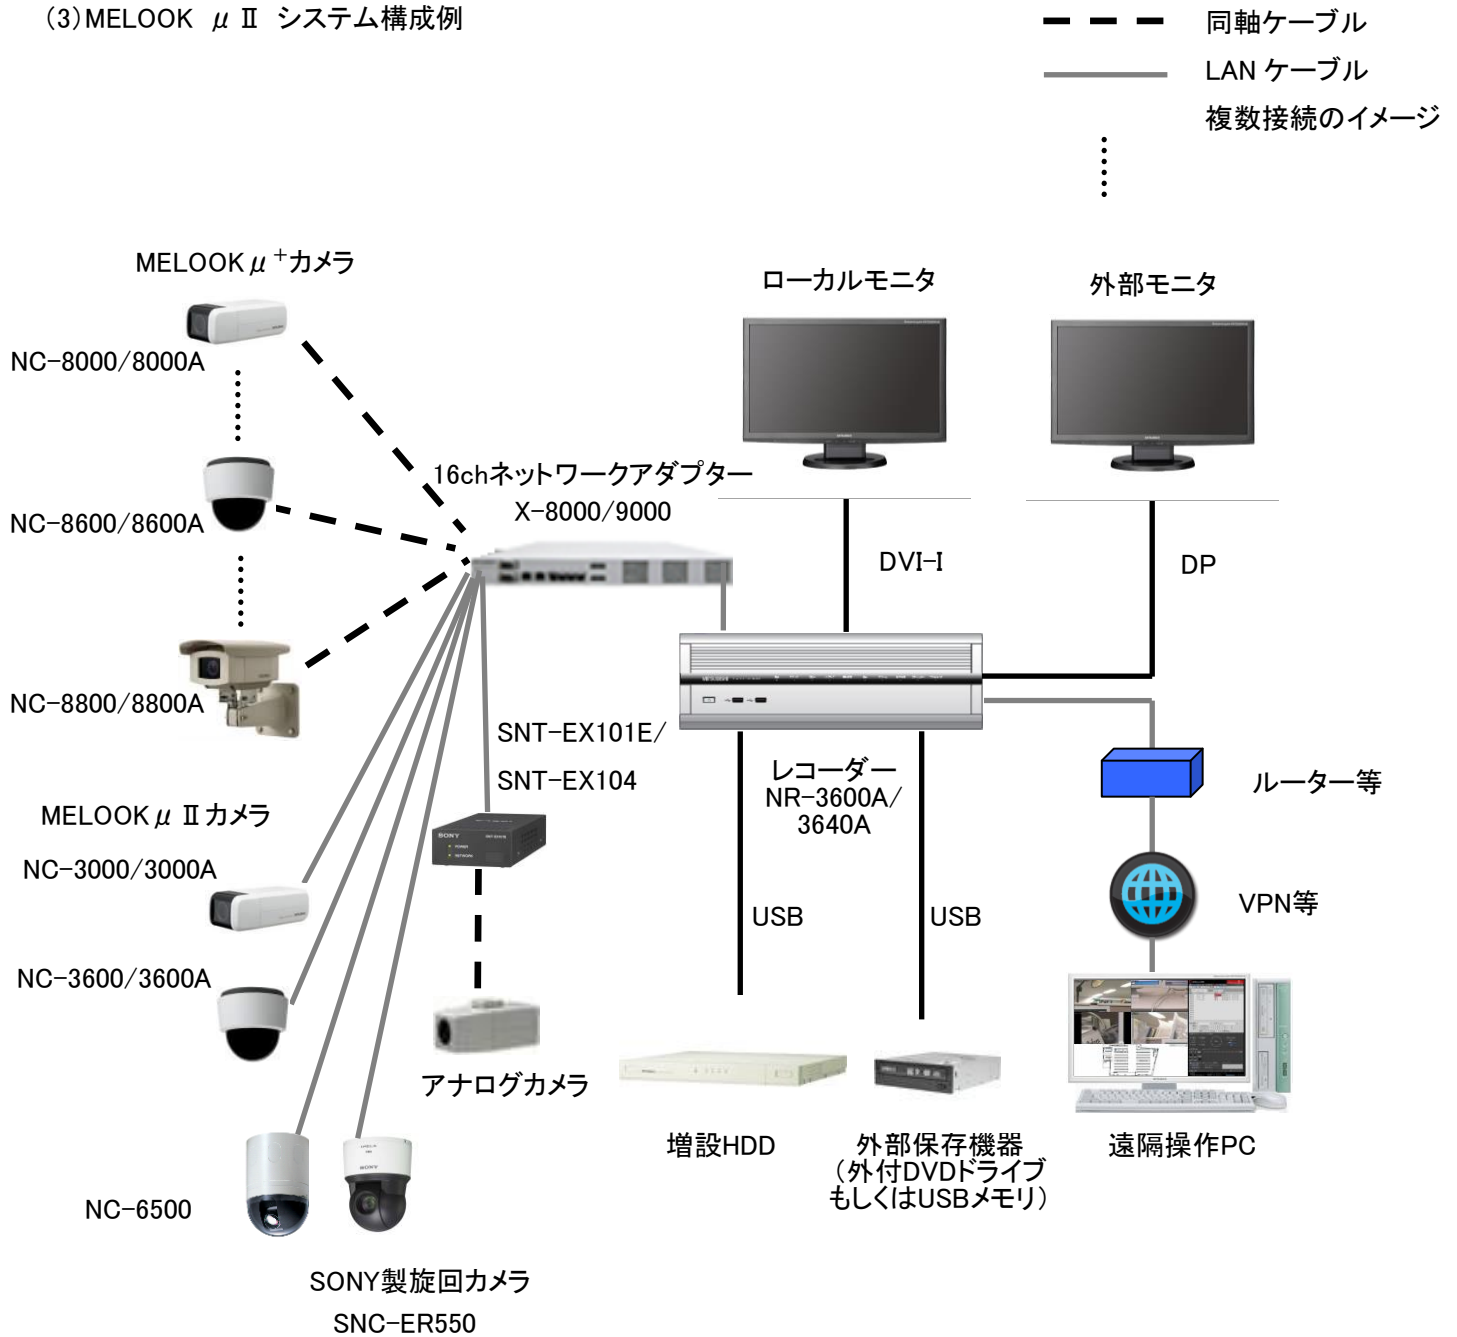 (3)MELOOK μⅡ システム構成例
同軸ケーブル
LAN ケーブル
複数接続のイメージ
MELOOKμ+カメラ
NC-8000/8000A
NC-8600/8600A
NC-8800/8800A
16chネットワークアダプター
X-8000/9000
ローカルモニタ
外部モニタ
DVI-I
DP
SNT-EX101E/
SNT-EX104
レコーダー
NR-3600A/
3640A
ルーター等
MELOOKμ Ⅱカメラ
NC-3000/3000A
NC-3600/3600A
SONY
POWER
NETWORK
USB
USB
VPN等
アナログカメラ
増設HDD
外部保存機器
(外付DVDドライブ
もしくはUSBメモリ)
遠隔操作PC
NC-6500
SONY
SONY製旋回カメラ
SNC-ER550